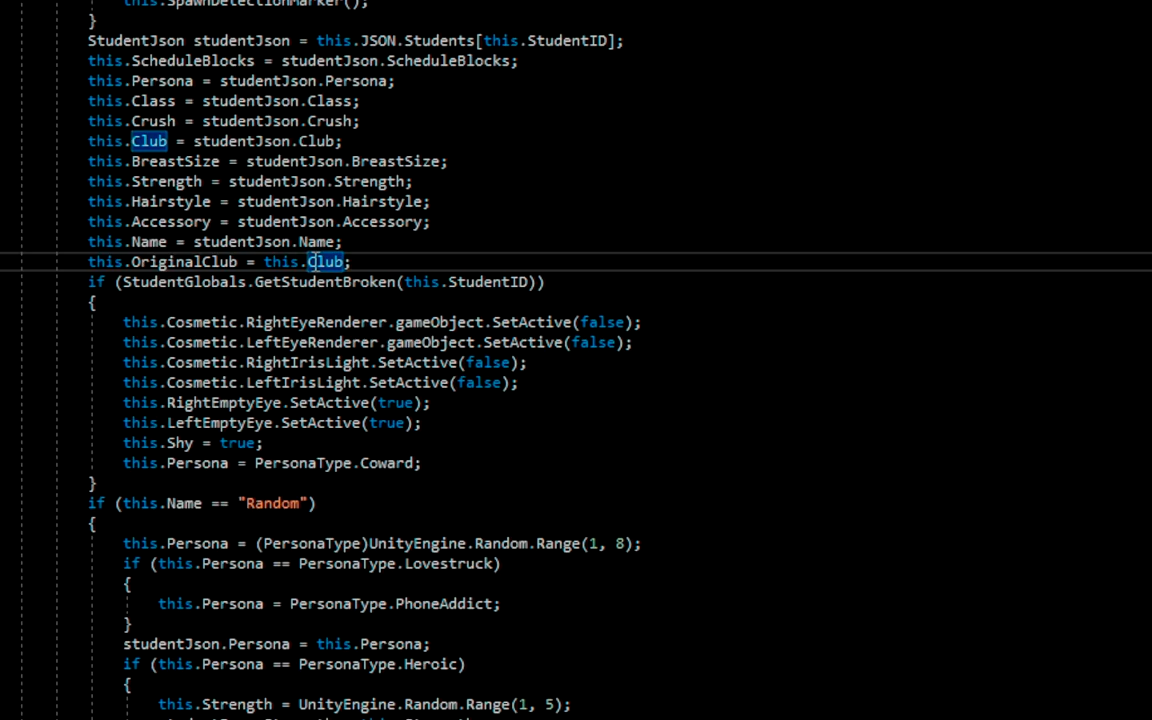 this.SpawnDetectionMarker();
}
StudentJson studentJson = this.JSON.Students[this.StudentID];
this.ScheduleBlocks = studentJson.ScheduleBlocks;
this.Persona = studentJson.Persona;
this.Class = studentJson.Class;
this.Crush = studentJson.Crush;
this.Club = studentJson.Club;
this.BreastSize = studentJson.BreastSize;
this.Strength = studentJson.Strength;
this.Hairstyle = studentJson.Hairstyle;
this.Accessory = studentJson.Accessory;
this.Name = studentJson.Name;
this.OriginalClub = this.Club;
if (StudentGlobals.GetStudentBroken(this.StudentID))
{
this.Cosmetic.RightEyeRenderer.gameObject.SetActive(false);
this.Cosmetic.LeftEyeRenderer.gameObject.SetActive(false);
this.Cosmetic.RightIrisLight.SetActive(false);
this.Cosmetic.LeftIrisLight.SetActive(false);
this.RightEmptyEye.SetActive(true);
this.LeftEmptyEye.SetActive(true);
this.Shy = true;
this.Persona = PersonaType.Coward;
}
if (this.Name == "Random")
{
this.Persona = (PersonaType)UnityEngine.Random.Range(1, 8);
if (this.Persona == PersonaType.Lovestruck)
{
this.Persona = PersonaType.PhoneAddict;
}
studentJson.Persona = this.Persona;
if (this.Persona == PersonaType.Heroic)
{
this.Strength = UnityEngine.Random.Range(1, 5);